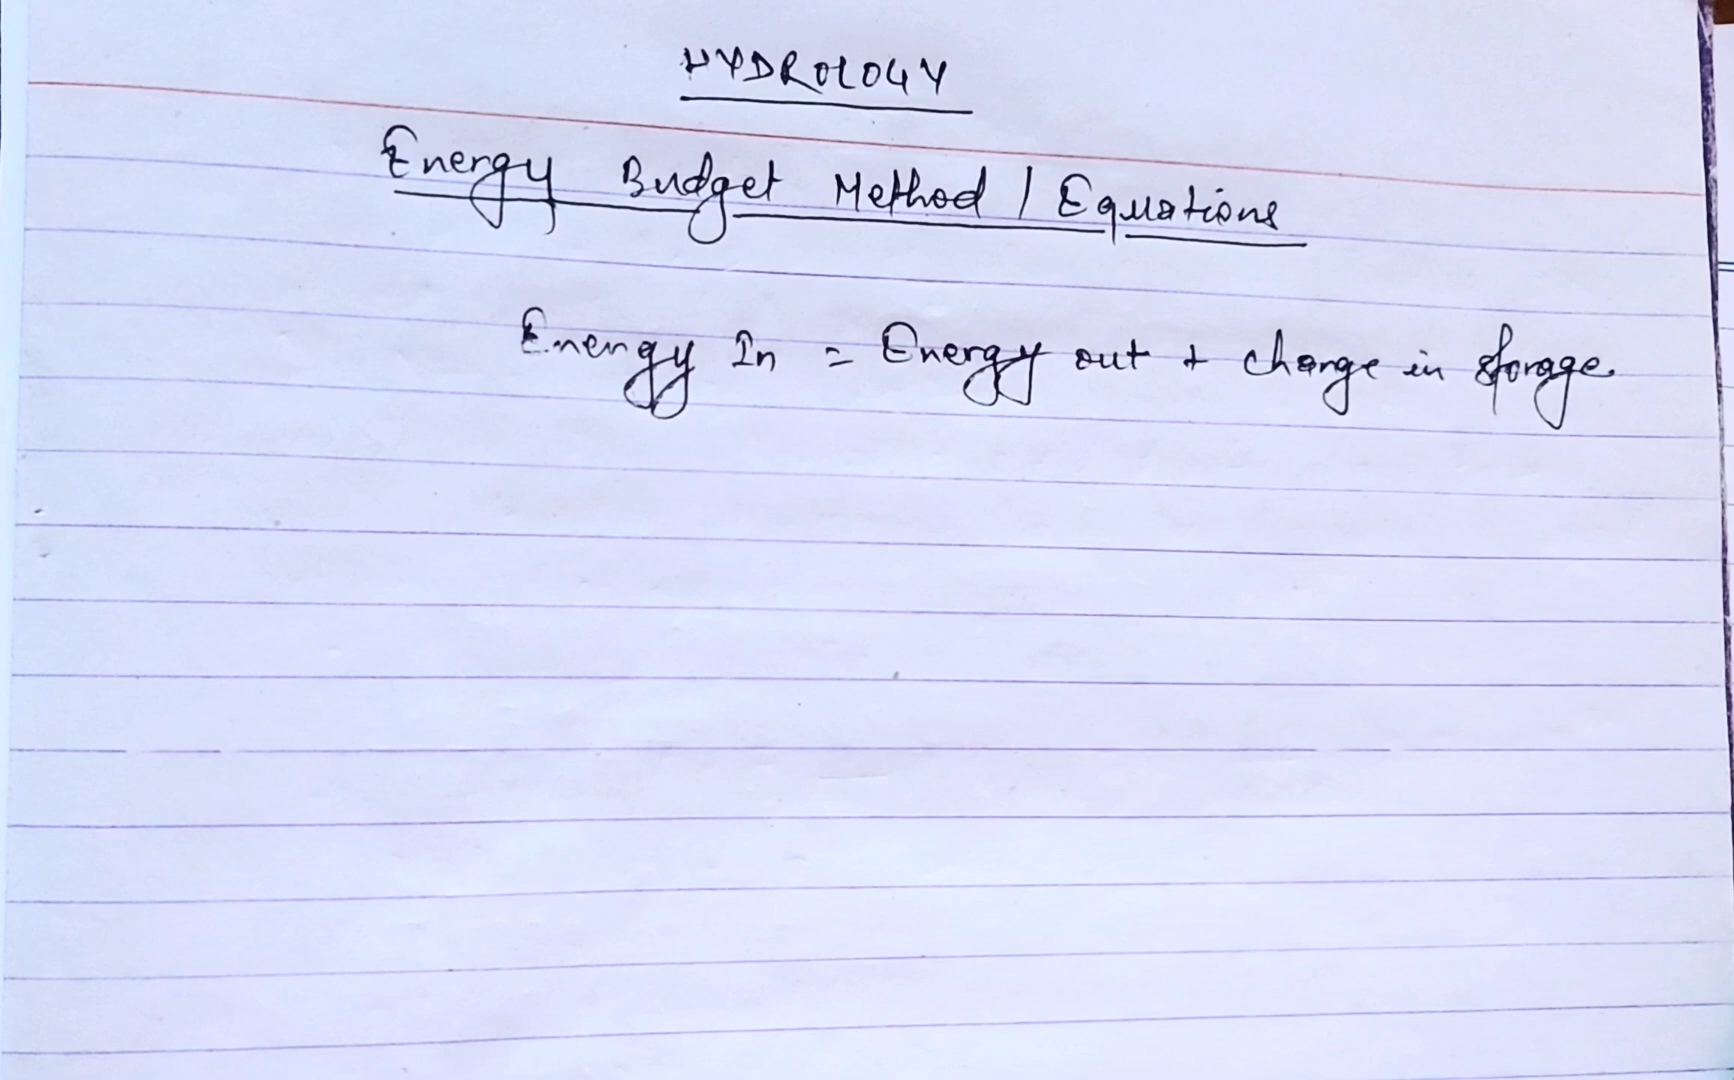 HYDROLOGY
Energy Budget Method / Equations
Energy In = Energy out + change in storage